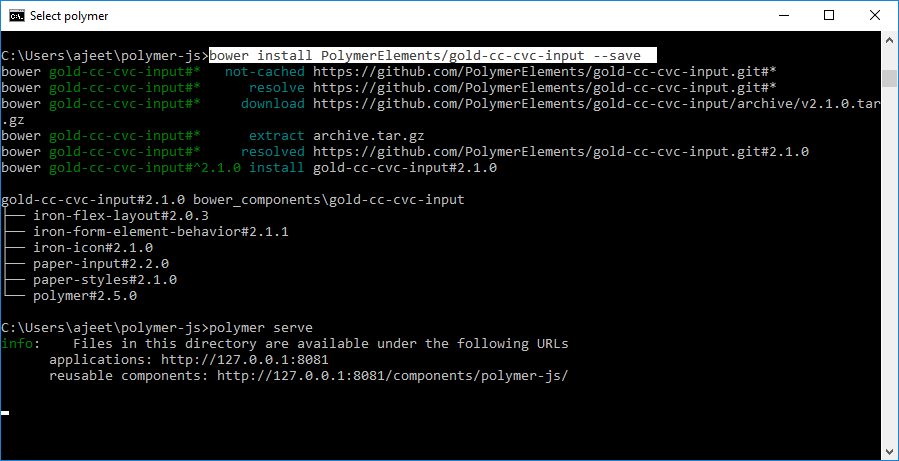 Select polymer
C:\Users\ajeet\polymer-js>bower install PolymerElements/gold-cc-cvc-input --save
bower gold-cc-cvc-input#*   not-cached https://github.com/PolymerElements/gold-cc-cvc-input.git#*
bower gold-cc-cvc-input#*      resolve https://github.com/PolymerElements/gold-cc-cvc-input.git#*
bower gold-cc-cvc-input#*     download https://github.com/PolymerElements/gold-cc-cvc-input/archive/v2.1.0.tar
.gz
bower gold-cc-cvc-input#*      extract archive.tar.gz
bower gold-cc-cvc-input#*     resolved https://github.com/PolymerElements/gold-cc-cvc-input.git#2.1.0
bower gold-cc-cvc-input#^2.1.0 install gold-cc-cvc-input#2.1.0
gold-cc-cvc-input#2.1.0 bower_components\gold-cc-cvc-input
├── iron-flex-layout#2.0.3
├── iron-form-element-behavior#2.1.1
├── iron-icon#2.1.0
├── paper-input#2.2.0
├── paper-styles#2.1.0
└── polymer#2.5.0
C:\Users\ajeet\polymer-js>polymer serve
info:    Files in this directory are available under the following URLs
      applications: http://127.0.0.1:8081
      reusable components: http://127.0.0.1:8081/components/polymer-js/